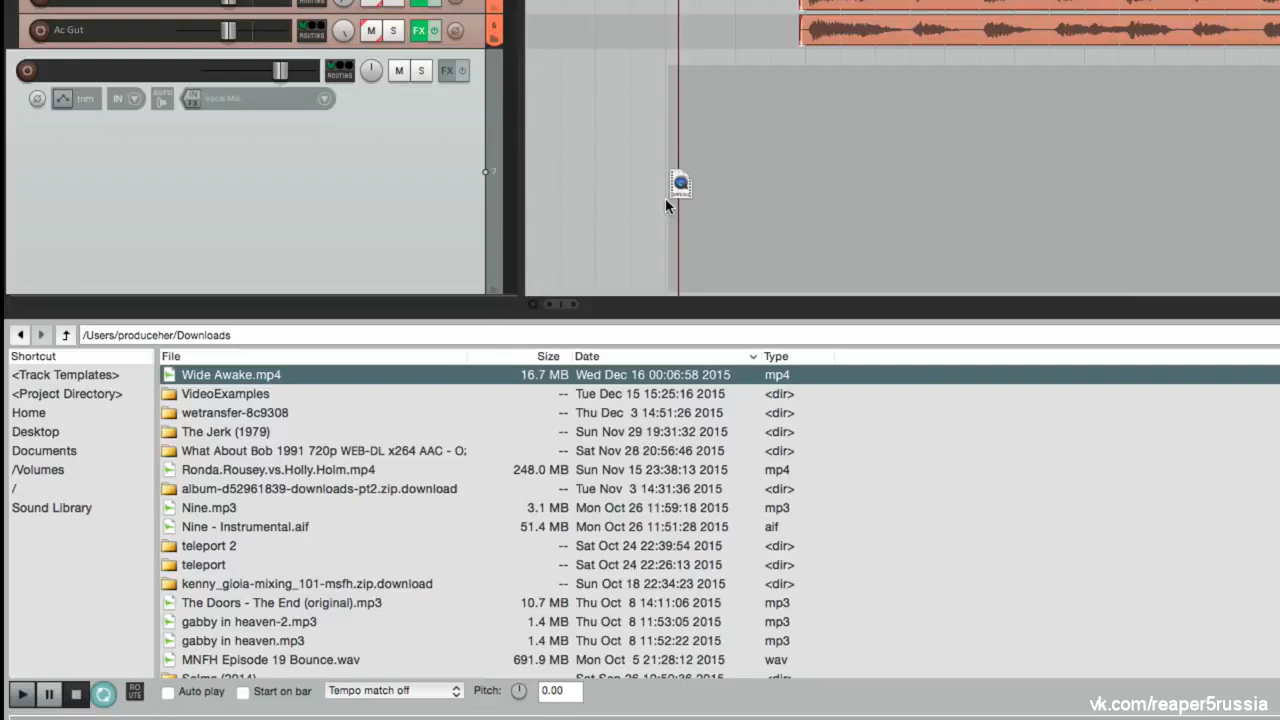 ROUTING
6
Ac Gut
ROUTING
M
S
FX
ROUTING
M
S
FX
trim
IN
AUTO
IN FX
Voice Mic
7
/Users/produceher/Downloads
Shortcut
File Size Date Type
<Track Templates>
Wide Awake.mp4 16.7 MB Wed Dec 16 00:06:58 2015 mp4
<Project Directory>
VideoExamples -- Tue Dec 15 15:25:16 2015 <dir>
Home
wetransfer-8c9308 -- Thu Dec 3 14:51:26 2015 <dir>
Desktop
The Jerk (1979) -- Sun Nov 29 19:31:32 2015 <dir>
Documents
What About Bob 1991 720p WEB-DL x264 AAC - Oz -- Sat Nov 28 20:56:46 2015 <dir>
/Volumes
Ronda.Rousey.vs.Holly.Holm.mp4 248.0 MB Sun Nov 15 23:38:13 2015 mp4
/
album-d52961839-downloads-pt2.zip.download -- Tue Nov 3 14:31:36 2015 <dir>
Sound Library
Nine.mp3 3.1 MB Mon Oct 26 11:59:18 2015 mp3
Nine - Instrumental.aif 51.4 MB Mon Oct 26 11:51:28 2015 aif
teleport 2 -- Sat Oct 24 22:39:54 2015 <dir>
teleport -- Sat Oct 24 22:26:13 2015 <dir>
kenny_gioia-mixing_101-msfh.zip.download -- Sun Oct 18 22:34:23 2015 <dir>
The Doors - The End (original).mp3 10.7 MB Thu Oct 8 14:11:06 2015 mp3
gabby in heaven-2.mp3 1.4 MB Thu Oct 8 11:53:05 2015 mp3
gabby in heaven.mp3 1.4 MB Thu Oct 8 11:52:22 2015 mp3
MNFH Episode 19 Bounce.wav 691.9 MB Mon Oct 5 21:28:12 2015 wav
ROUTE
Auto play
Start on bar
Tempo match off
Pitch:
0.00
vk.com/reaper5russia